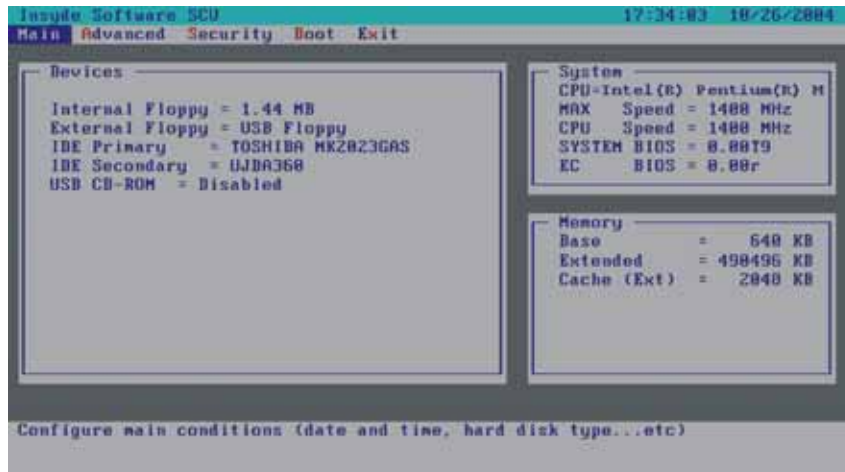 Insyde Software SCU 17:34:03 10/26/2004
Main Advanced Security Boot Exit
Devices
Internal Floppy = 1.44 MB
External Floppy = USB Floppy
IDE Primary = TOSHIBA MK2023GAS
IDE Secondary = UJDA360
USB CD-ROM = Disabled
System
CPU=Intel(R) Pentium(R) M
MAX Speed = 1400 MHz
CPU Speed = 1400 MHz
SYSTEM BIOS = 0.00T9
EC BIOS = 0.00r
Memory
Base = 640 KB
Extended = 490496 KB
Cache (Ext) = 2048 KB
Configure main conditions (date and time, hard disk type...etc)